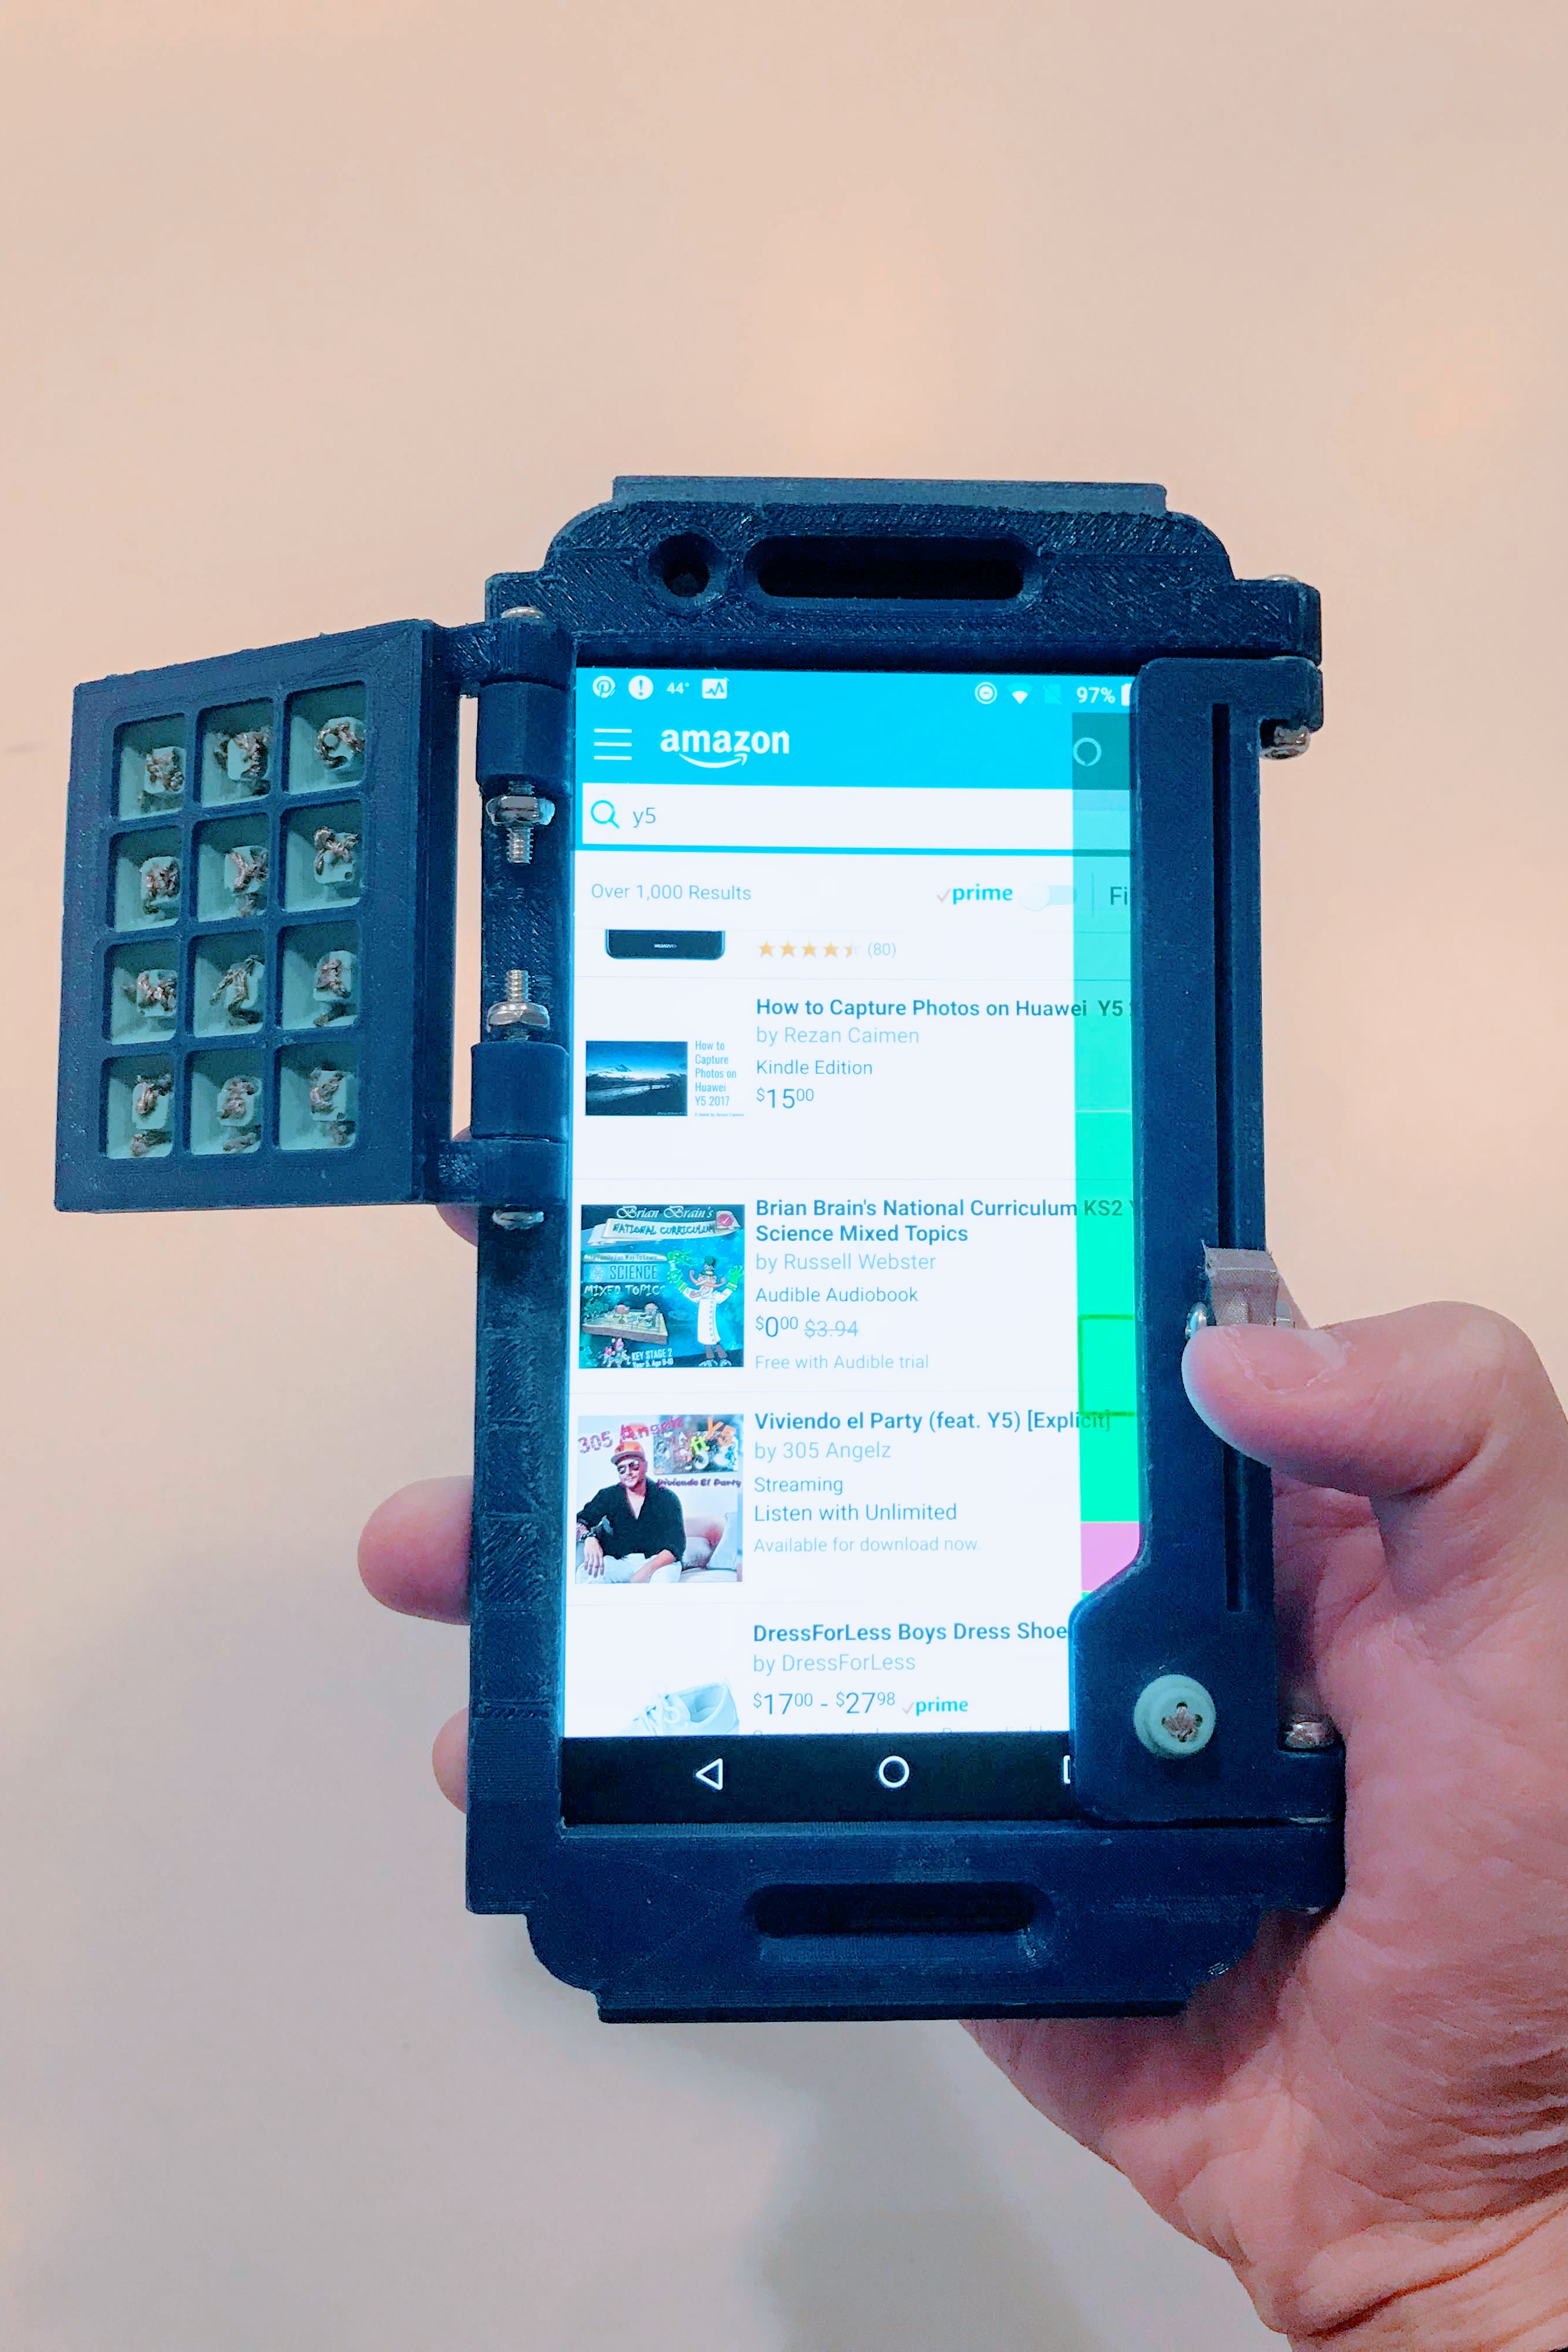 44° 97%
amazon
y5
Over 1,000 Results prime Fi
(80)
How to Capture Photos on Huawei Y5
by Rezan Caimen
Kindle Edition
$15 00
How to
Capture
Photos on
Huawei
Y5 2017
Brian Brain's National Curriculum KS2 Y
Science Mixed Topics
by Russell Webster
Audible Audiobook
$0 00 $3.94
Free with Audible trial
Brian Brain's
NATIONAL CURRICULUM
SCIENCE
MIXED TOPICS
KEY STAGE 2
Viviendo el Party (feat. Y5) [Explicit]
by 305 Angelz
Streaming
Listen with Unlimited
Available for download now.
305 Angelz
Viviendo El Party
DressForLess Boys Dress Shoe
by DressForLess
$17 00 - $27 98 prime